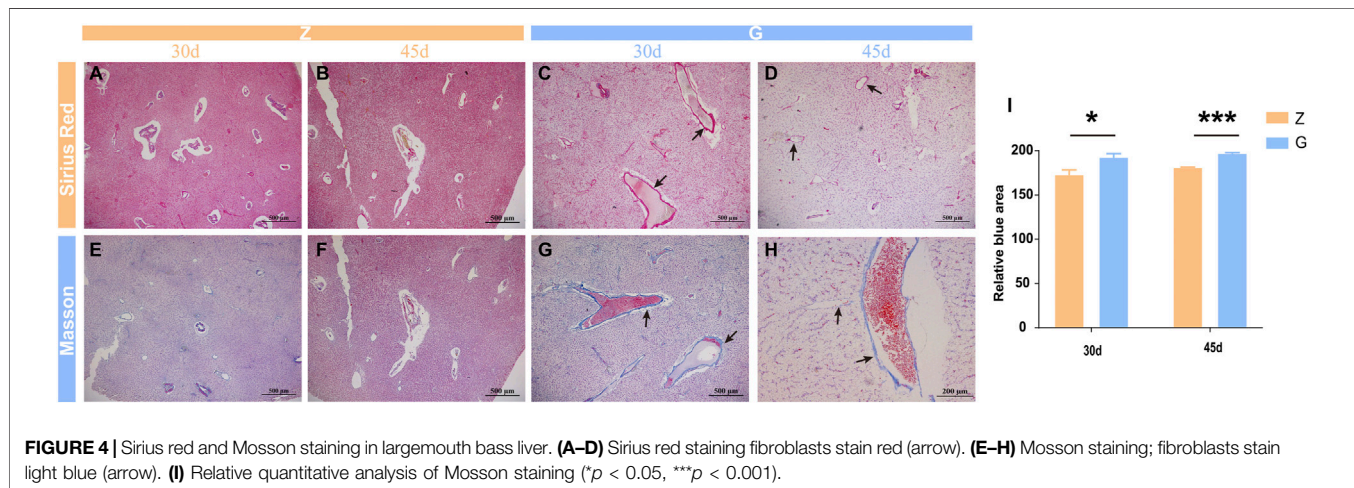 Z
G
30d
45d
30d
45d
Sirius Red
A
500 μm
B
500 μm
C
500 μm
D
500 μm
Masson
E
500 μm
F
500 μm
G
500 μm
H
200 μm
I
Z
G
*
***
Relative blue area
200
150
100
50
0
30d
45d
FIGURE 4 | Sirius red and Mosson staining in largemouth bass liver. (A–D) Sirius red staining fibroblasts stain red (arrow). (E–H) Mosson staining; fibroblasts stain
light blue (arrow). (I) Relative quantitative analysis of Mosson staining (*p < 0.05, ***p < 0.001).